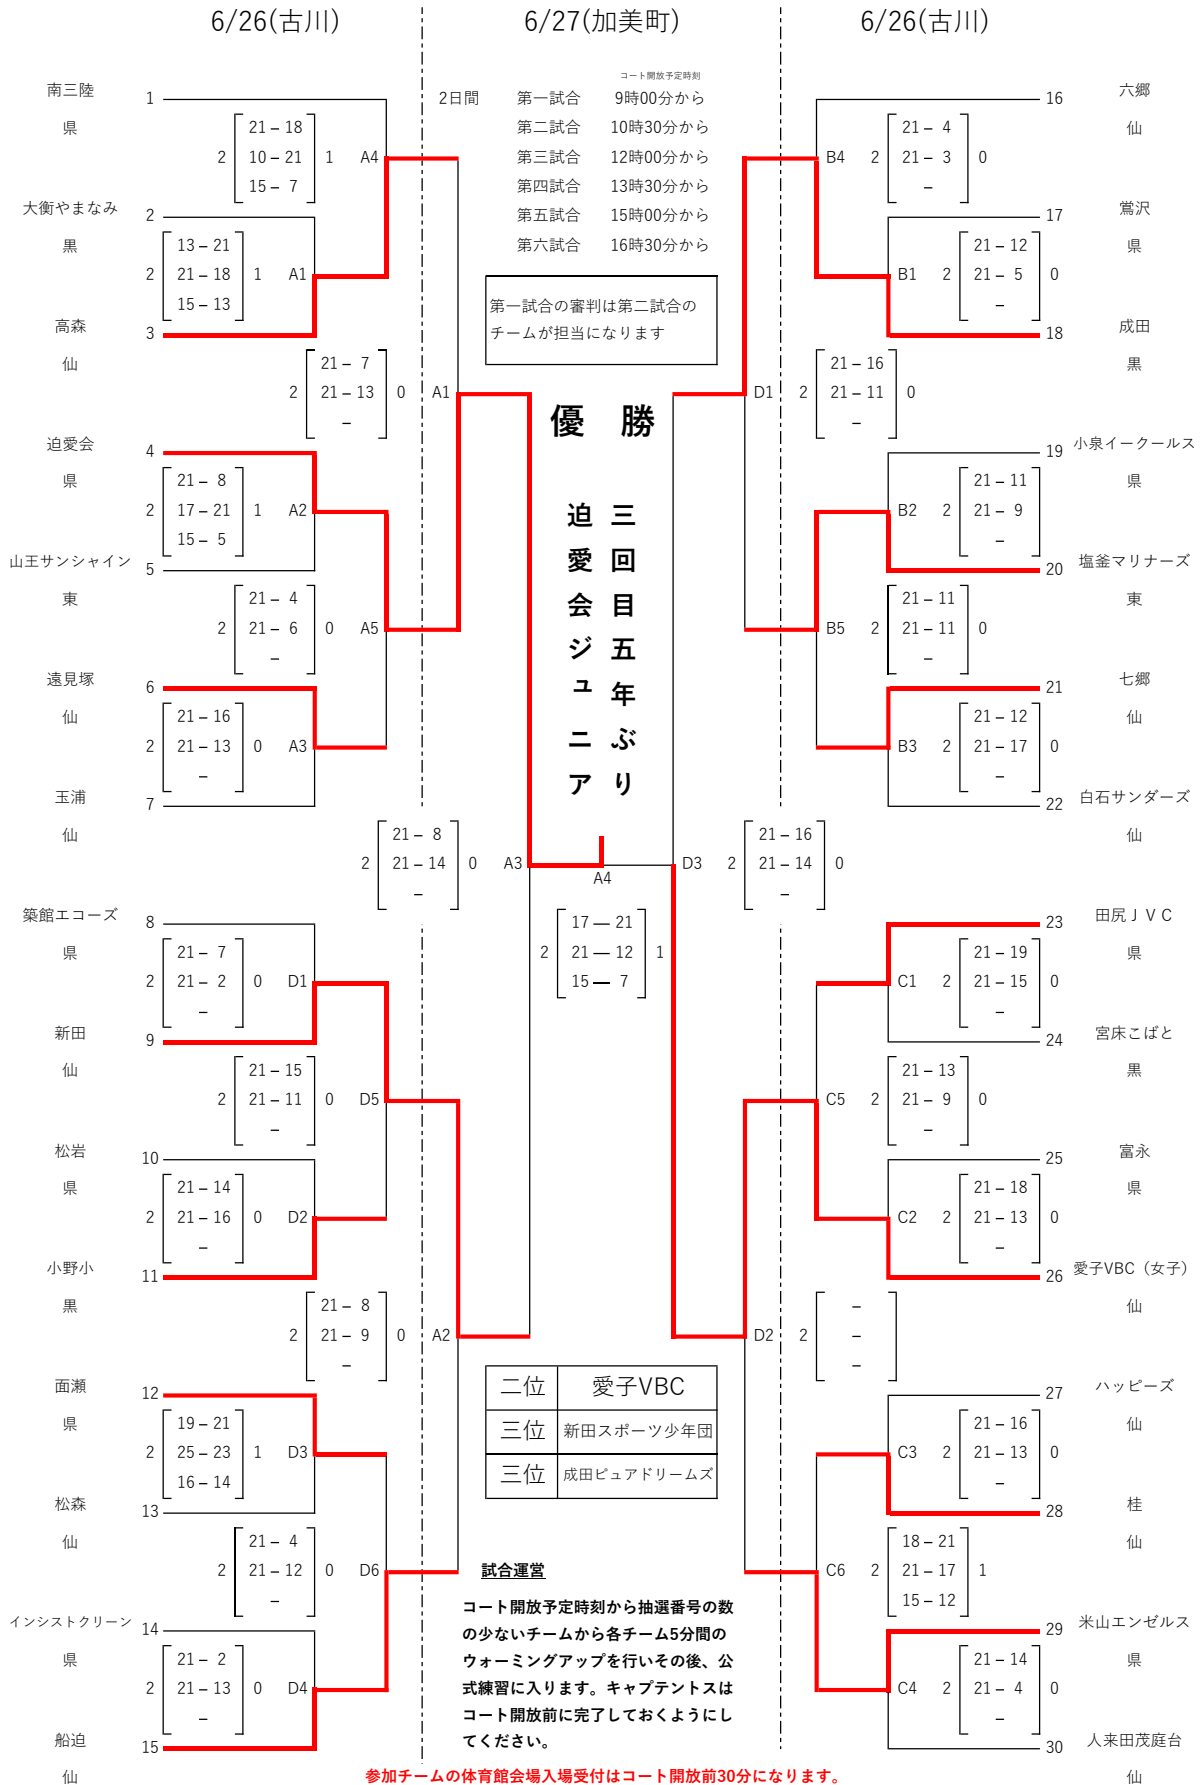 6/26(古川)
6/27(加美町)
6/26(古川)
コート開放予定時刻
2日間 第一試合 9時00分から
第二試合 10時30分から
第三試合 12時00分から
第四試合 13時30分から
第五試合 15時00分から
第六試合 16時30分から
第一試合の審判は第二試合の
チームが担当になります
優 勝
三回目五年ぶり
迫愛会ジュニア
南三陸 1
県
21 – 18
2 10 – 21 1 A4
15 – 7
大衡やまなみ 2
黒
13 – 21
2 21 – 18 1 A1
15 – 13
高森 3
仙
21 – 7
2 21 – 13 0 A1
–
迫愛会 4
県
21 – 8
2 17 – 21 1 A2
15 – 5
山王サンシャイン 5
東
21 – 4
2 21 – 6 0 A5
–
遠見塚 6
仙
21 – 16
2 21 – 13 0 A3
–
玉浦 7
仙
21 – 8
2 21 – 14 0 A3
–
築館エコーズ 8
県
21 – 7
2 21 – 2 0 D1
–
新田 9
仙
21 – 15
2 21 – 11 0 D5
–
松岩 10
県
21 – 14
2 21 – 16 0 D2
–
小野小 11
黒
21 – 8
2 21 – 9 0 A2
–
面瀬 12
県
19 – 21
2 25 – 23 1 D3
16 – 14
松森 13
仙
21 – 4
2 21 – 12 0 D6
–
インシストクリーン 14
県
21 – 2
2 21 – 13 0 D4
–
船迫 15
仙
A4
17 — 21
2 21 — 12 1
15 — 7
16 六郷
仙
21 – 4
B4 2 21 – 3 0
–
17 鶯沢
県
21 – 12
B1 2 21 – 5 0
–
18 成田
黒
21 – 16
D1 2 21 – 11 0
–
19 小泉イークールス
県
21 – 11
B2 2 21 – 9 0
–
20 塩釜マリナーズ
東
21 – 11
B5 2 21 – 11 0
–
21 七郷
仙
21 – 12
B3 2 21 – 17 0
–
22 白石サンダーズ
仙
21 – 16
D3 2 21 – 14 0
–
23 田尻ＪＶＣ
県
21 – 19
C1 2 21 – 15 0
–
24 宮床こばと
黒
21 – 13
C5 2 21 – 9 0
–
25 富永
県
21 – 18
C2 2 21 – 13 0
–
26 愛子VBC（女子）
仙
–
D2 2 –
–
27 ハッピーズ
仙
21 – 16
C3 2 21 – 13 0
–
28 桂
仙
18 – 21
C6 2 21 – 17 1
15 – 12
29 米山エンゼルス
県
21 – 14
C4 2 21 – 4 0
–
30 人来田茂庭台
仙
二位 愛子VBC
三位 新田スポーツ少年団
三位 成田ピュアドリームズ
試合運営
コート開放予定時刻から抽選番号の数
の少ないチームから各チーム5分間の
ウォーミングアップを行いその後、公
式練習に入ります。キャプテントスは
コート開放前に完了しておくようにし
てください。
参加チームの体育館会場入場受付はコート開放前30分になります。